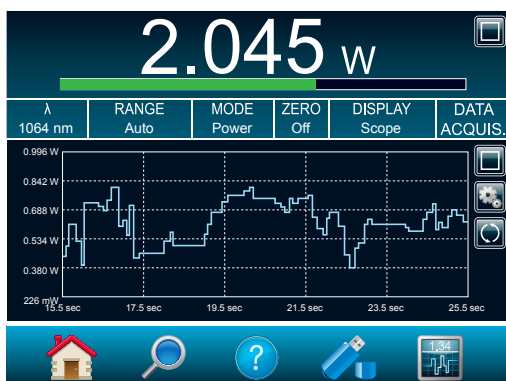 2.045 W
λ RANGE MODE ZERO DISPLAY DATA
1064 nm Auto Power Off Scope ACQUIS.
0.996 W
0.842 W
0.688 W
0.534 W
0.380 W
226 mW
15.5 sec 17.5 sec 19.5 sec 21.5 sec 23.5 sec 25.5 sec
? 1.34